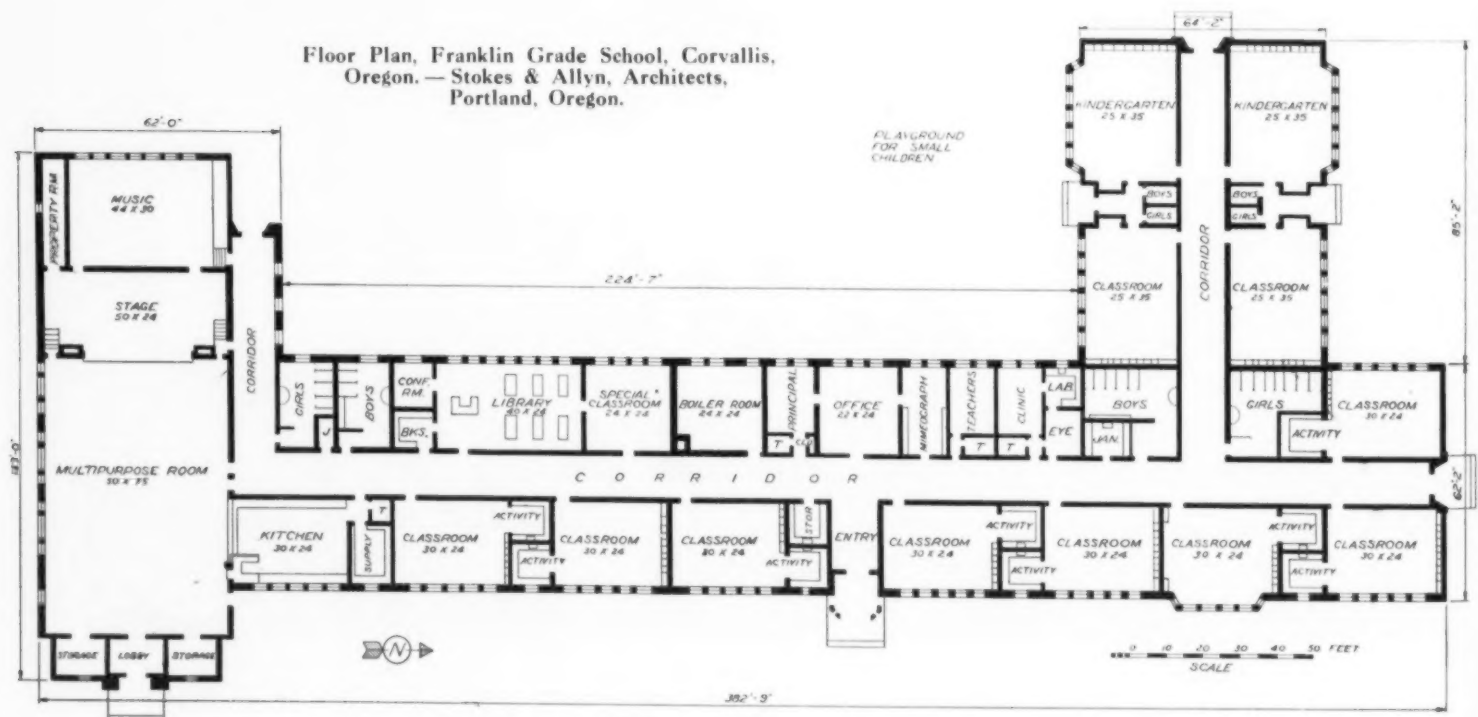 Floor Plan, Franklin Grade School, Corvallis,
Oregon. — Stokes & Allyn, Architects,
Portland, Oregon.
64'-2"
62'-0"
KINDERGARTEN
25 X 35
KINDERGARTEN
25 X 35
PLAYGROUND
FOR SMALL
CHILDREN
PROPERTY RM.
MUSIC
44 X 30
BOYS
GIRLS
BOYS
GIRLS
85'-2"
224'-7"
STAGE
50 X 24
CORRIDOR
CLASSROOM
25 X 35
CORRIDOR
CLASSROOM
25 X 35
GIRLS
J
BOYS
CONF.
RM.
BKS.
LIBRARY
40 X 24
SPECIAL
CLASSROOM
24 X 24
BOILER ROOM
24 X 24
PRINCIPAL
T
OFFICE
22 X 24
MIMEOGRAPH
TEACHERS
T
CLINIC
T
LAB.
EYE
BOYS
JAN.
GIRLS
ACTIVITY
CLASSROOM
30 X 24
MULTIPURPOSE ROOM
50 X 75
CORRIDOR
62'-2"
KITCHEN
30 X 24
T
SUPPLY
CLASSROOM
30 X 24
ACTIVITY
ACTIVITY
CLASSROOM
30 X 24
CLASSROOM
30 X 24
STOR.
ACTIVITY
ENTRY
CLASSROOM
30 X 24
ACTIVITY
ACTIVITY
CLASSROOM
30 X 24
CLASSROOM
30 X 24
ACTIVITY
ACTIVITY
CLASSROOM
30 X 24
STORAGE
LOBBY
STORAGE
N
0 10 20 30 40 50 FEET
SCALE
382'-9"